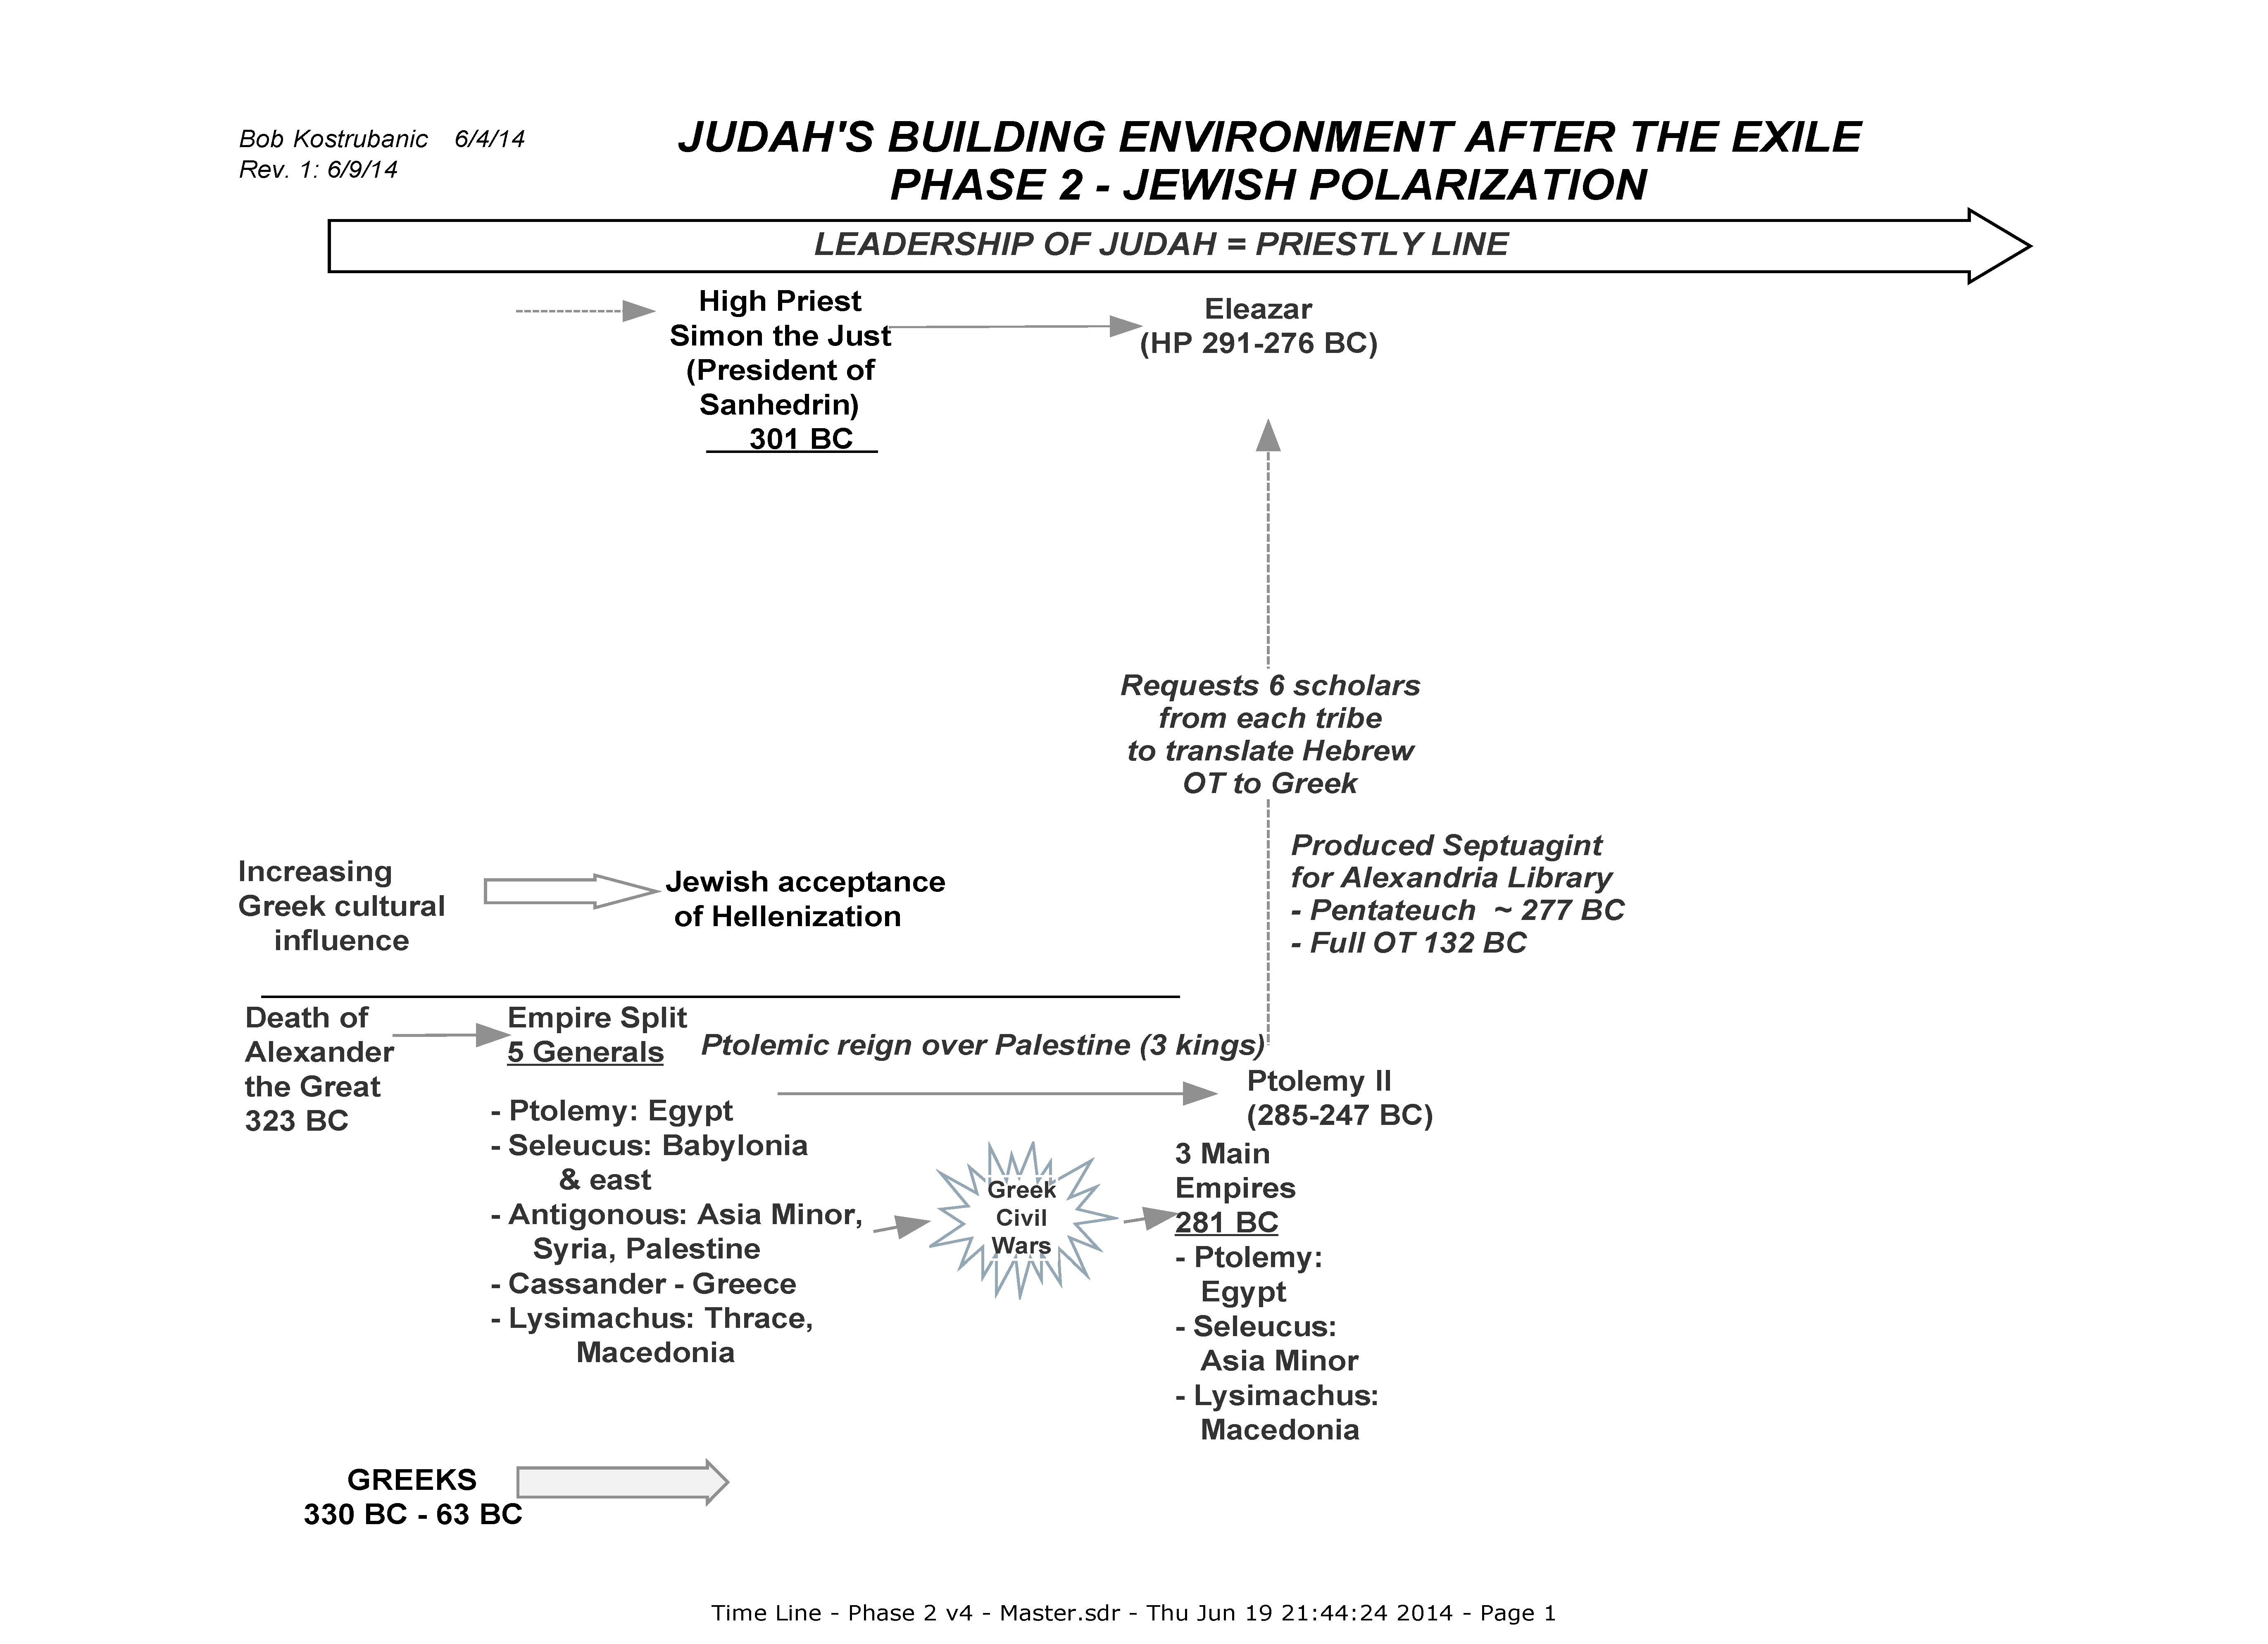 Bob Kostrubanic 6/4/14
Rev. 1: 6/9/14
JUDAH'S BUILDING ENVIRONMENT AFTER THE EXILE
PHASE 2 - JEWISH POLARIZATION
LEADERSHIP OF JUDAH = PRIESTLY LINE
High Priest
Simon the Just
(President of
Sanhedrin)
301 BC
Eleazar
(HP 291-276 BC)
Requests 6 scholars
from each tribe
to translate Hebrew
OT to Greek
Produced Septuagint
for Alexandria Library
- Pentateuch ~ 277 BC
- Full OT 132 BC
Increasing
Greek cultural
influence
Jewish acceptance
of Hellenization
Death of
Alexander
the Great
323 BC
Empire Split
5 Generals
Ptolemic reign over Palestine (3 kings)
- Ptolemy: Egypt
- Seleucus: Babylonia
& east
- Antigonous: Asia Minor,
Syria, Palestine
- Cassander - Greece
- Lysimachus: Thrace,
Macedonia
Greek
Civil
Wars
Ptolemy II
(285-247 BC)
3 Main
Empires
281 BC
- Ptolemy:
Egypt
- Seleucus:
Asia Minor
- Lysimachus:
Macedonia
GREEKS
330 BC - 63 BC
Time Line - Phase 2 v4 - Master.sdr - Thu Jun 19 21:44:24 2014 - Page 1